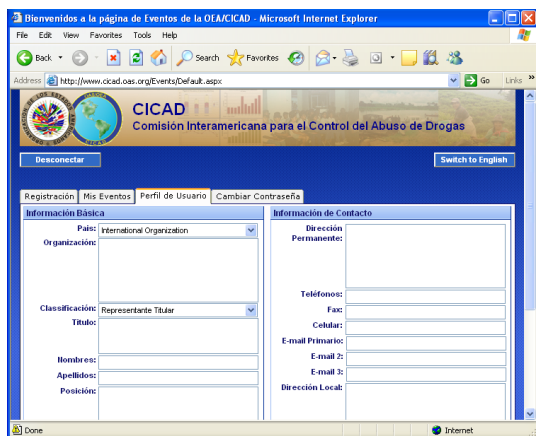 Bienvenidos a la página de Eventos de la OEA/CICAD - Microsoft Internet Explorer
File Edit View Favorites Tools Help
Back Search Favorites
Address http://www.cicad.oas.org/Events/Default.aspx Go Links »
CICAD
Comisión Interamericana para el Control del Abuso de Drogas
Desconectar Switch to English
Registración Mis Eventos Perfil de Usuario Cambiar Contraseña
Información Básica
Pais: International Organization
Organización:
Classificación: Representante Titular
Titulo:
Nombres:
Apellidos:
Posición:
Información de Contacto
Dirección
Permanente:
Teléfonos:
Fax:
Celular:
E-mail Primario:
E-mail 2:
E-mail 3:
Dirección Local:
Done Internet